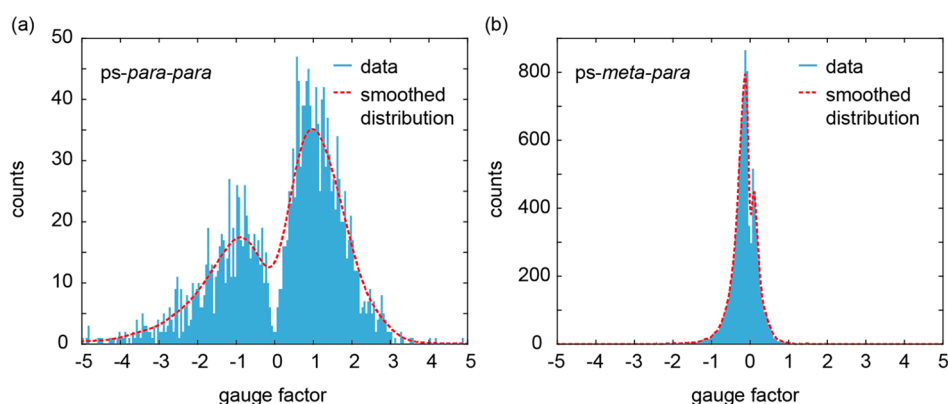 (a)
50
40
30
20
10
0
counts
ps-para-para
data
smoothed
distribution
-5 -4 -3 -2 -1 0 1 2 3 4 5
gauge factor
(b)
800
600
400
200
0
counts
ps-meta-para
data
smoothed
distribution
-5 -4 -3 -2 -1 0 1 2 3 4 5
gauge factor